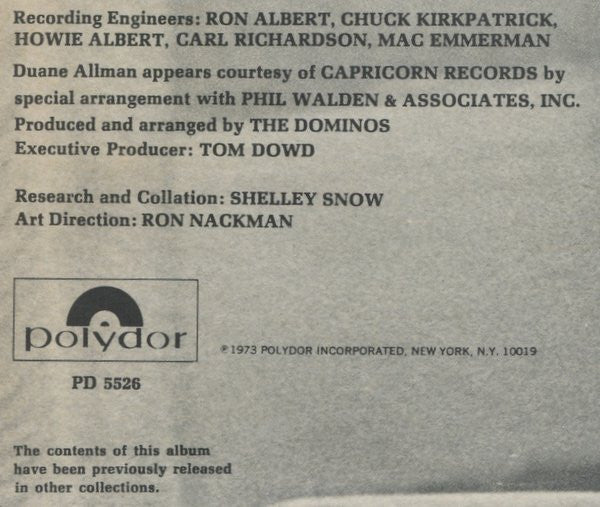 Recording Engineers: RON ALBERT, CHUCK KIRKPATRICK,
HOWIE ALBERT, CARL RICHARDSON, MAC EMMERMAN
Duane Allman appears courtesy of CAPRICORN RECORDS by
special arrangement with PHIL WALDEN & ASSOCIATES, INC.
Produced and arranged by THE DOMINOS
Executive Producer: TOM DOWD
Research and Collation: SHELLEY SNOW
Art Direction: RON NACKMAN
polydor
℗1973 POLYDOR INCORPORATED, NEW YORK, N.Y. 10019
PD 5526
The contents of this album
have been previously released
in other collections.